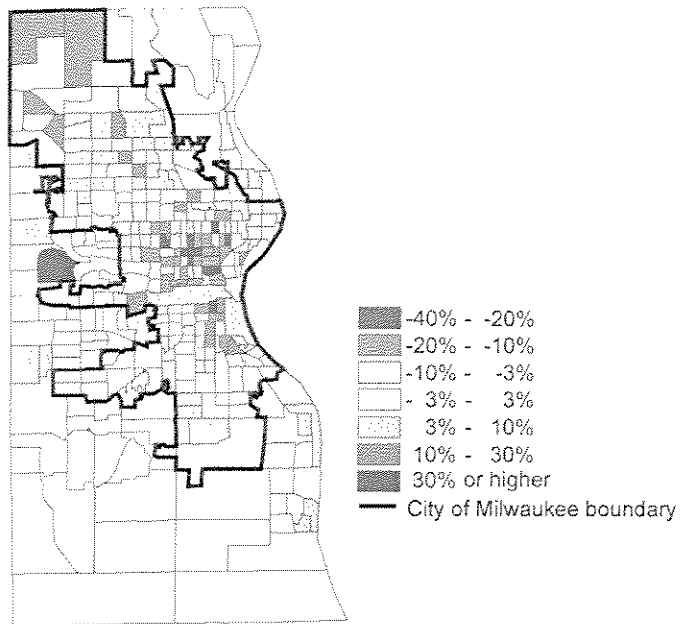 -40% - -20%
-20% - -10%
-10% - -3%
- 3% - 3%
3% - 10%
10% - 30%
30% or higher
City of Milwaukee boundary